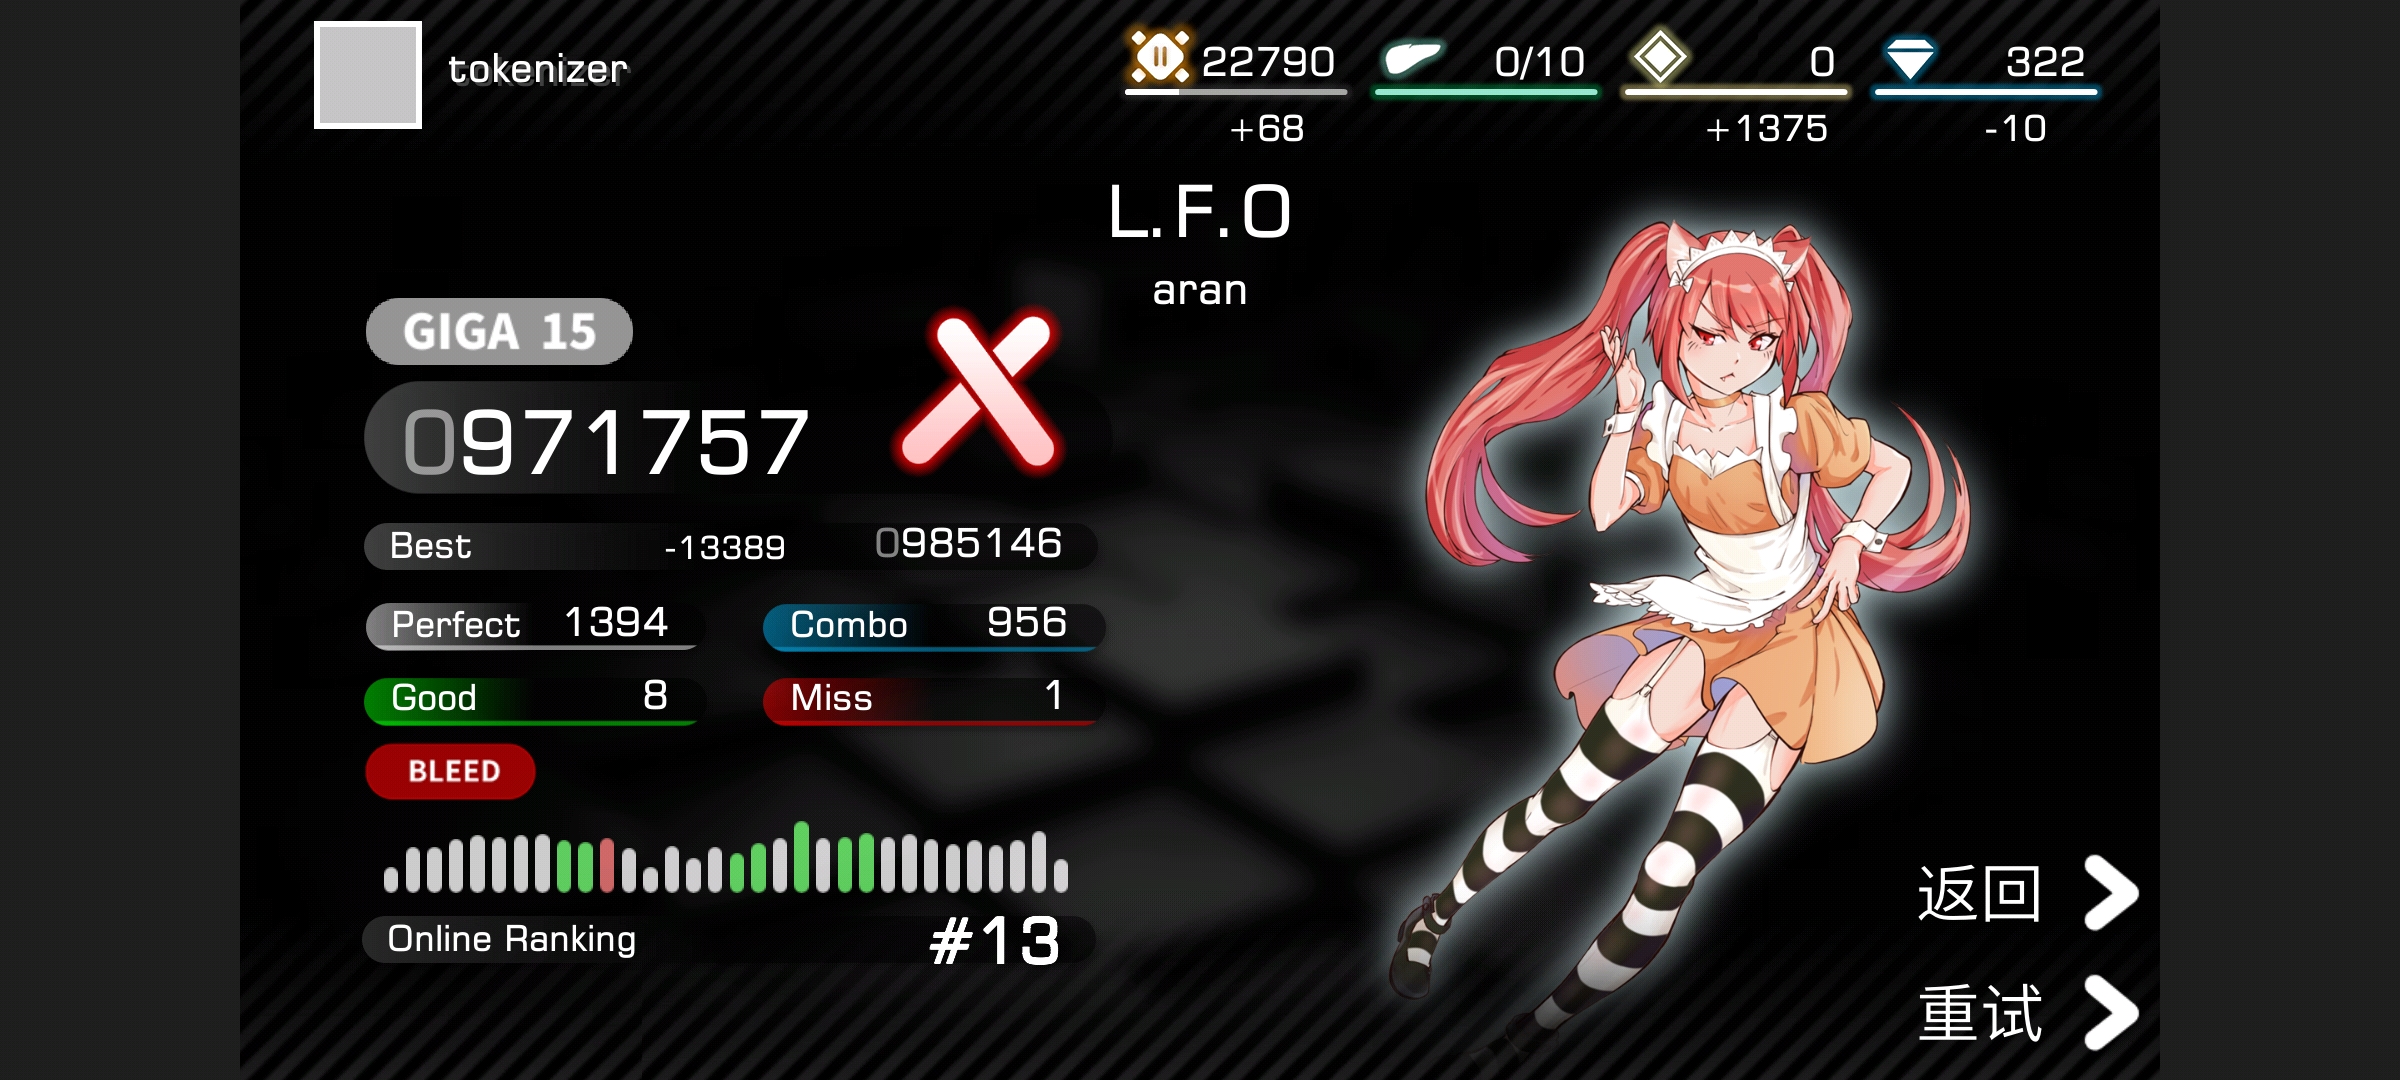 tokenizer
22790 0/10 0 322
+68 +1375 -10
L.F.O
aran
GIGA 15
0971757
Best -13389 0985146
Perfect 1394 Combo 956
Good 8 Miss 1
BLEED
Online Ranking #13
返回
重试